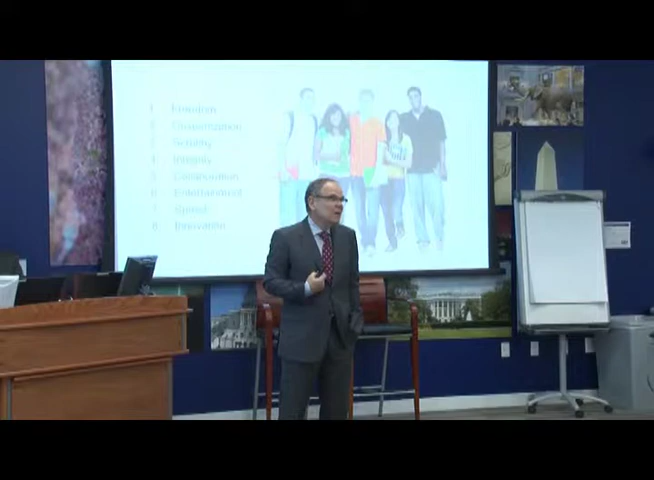 1 Freedom
2 Customization
3 Scrutiny
4 Integrity
5 Collaboration
6 Entertainment
7 Speed
8 Innovation